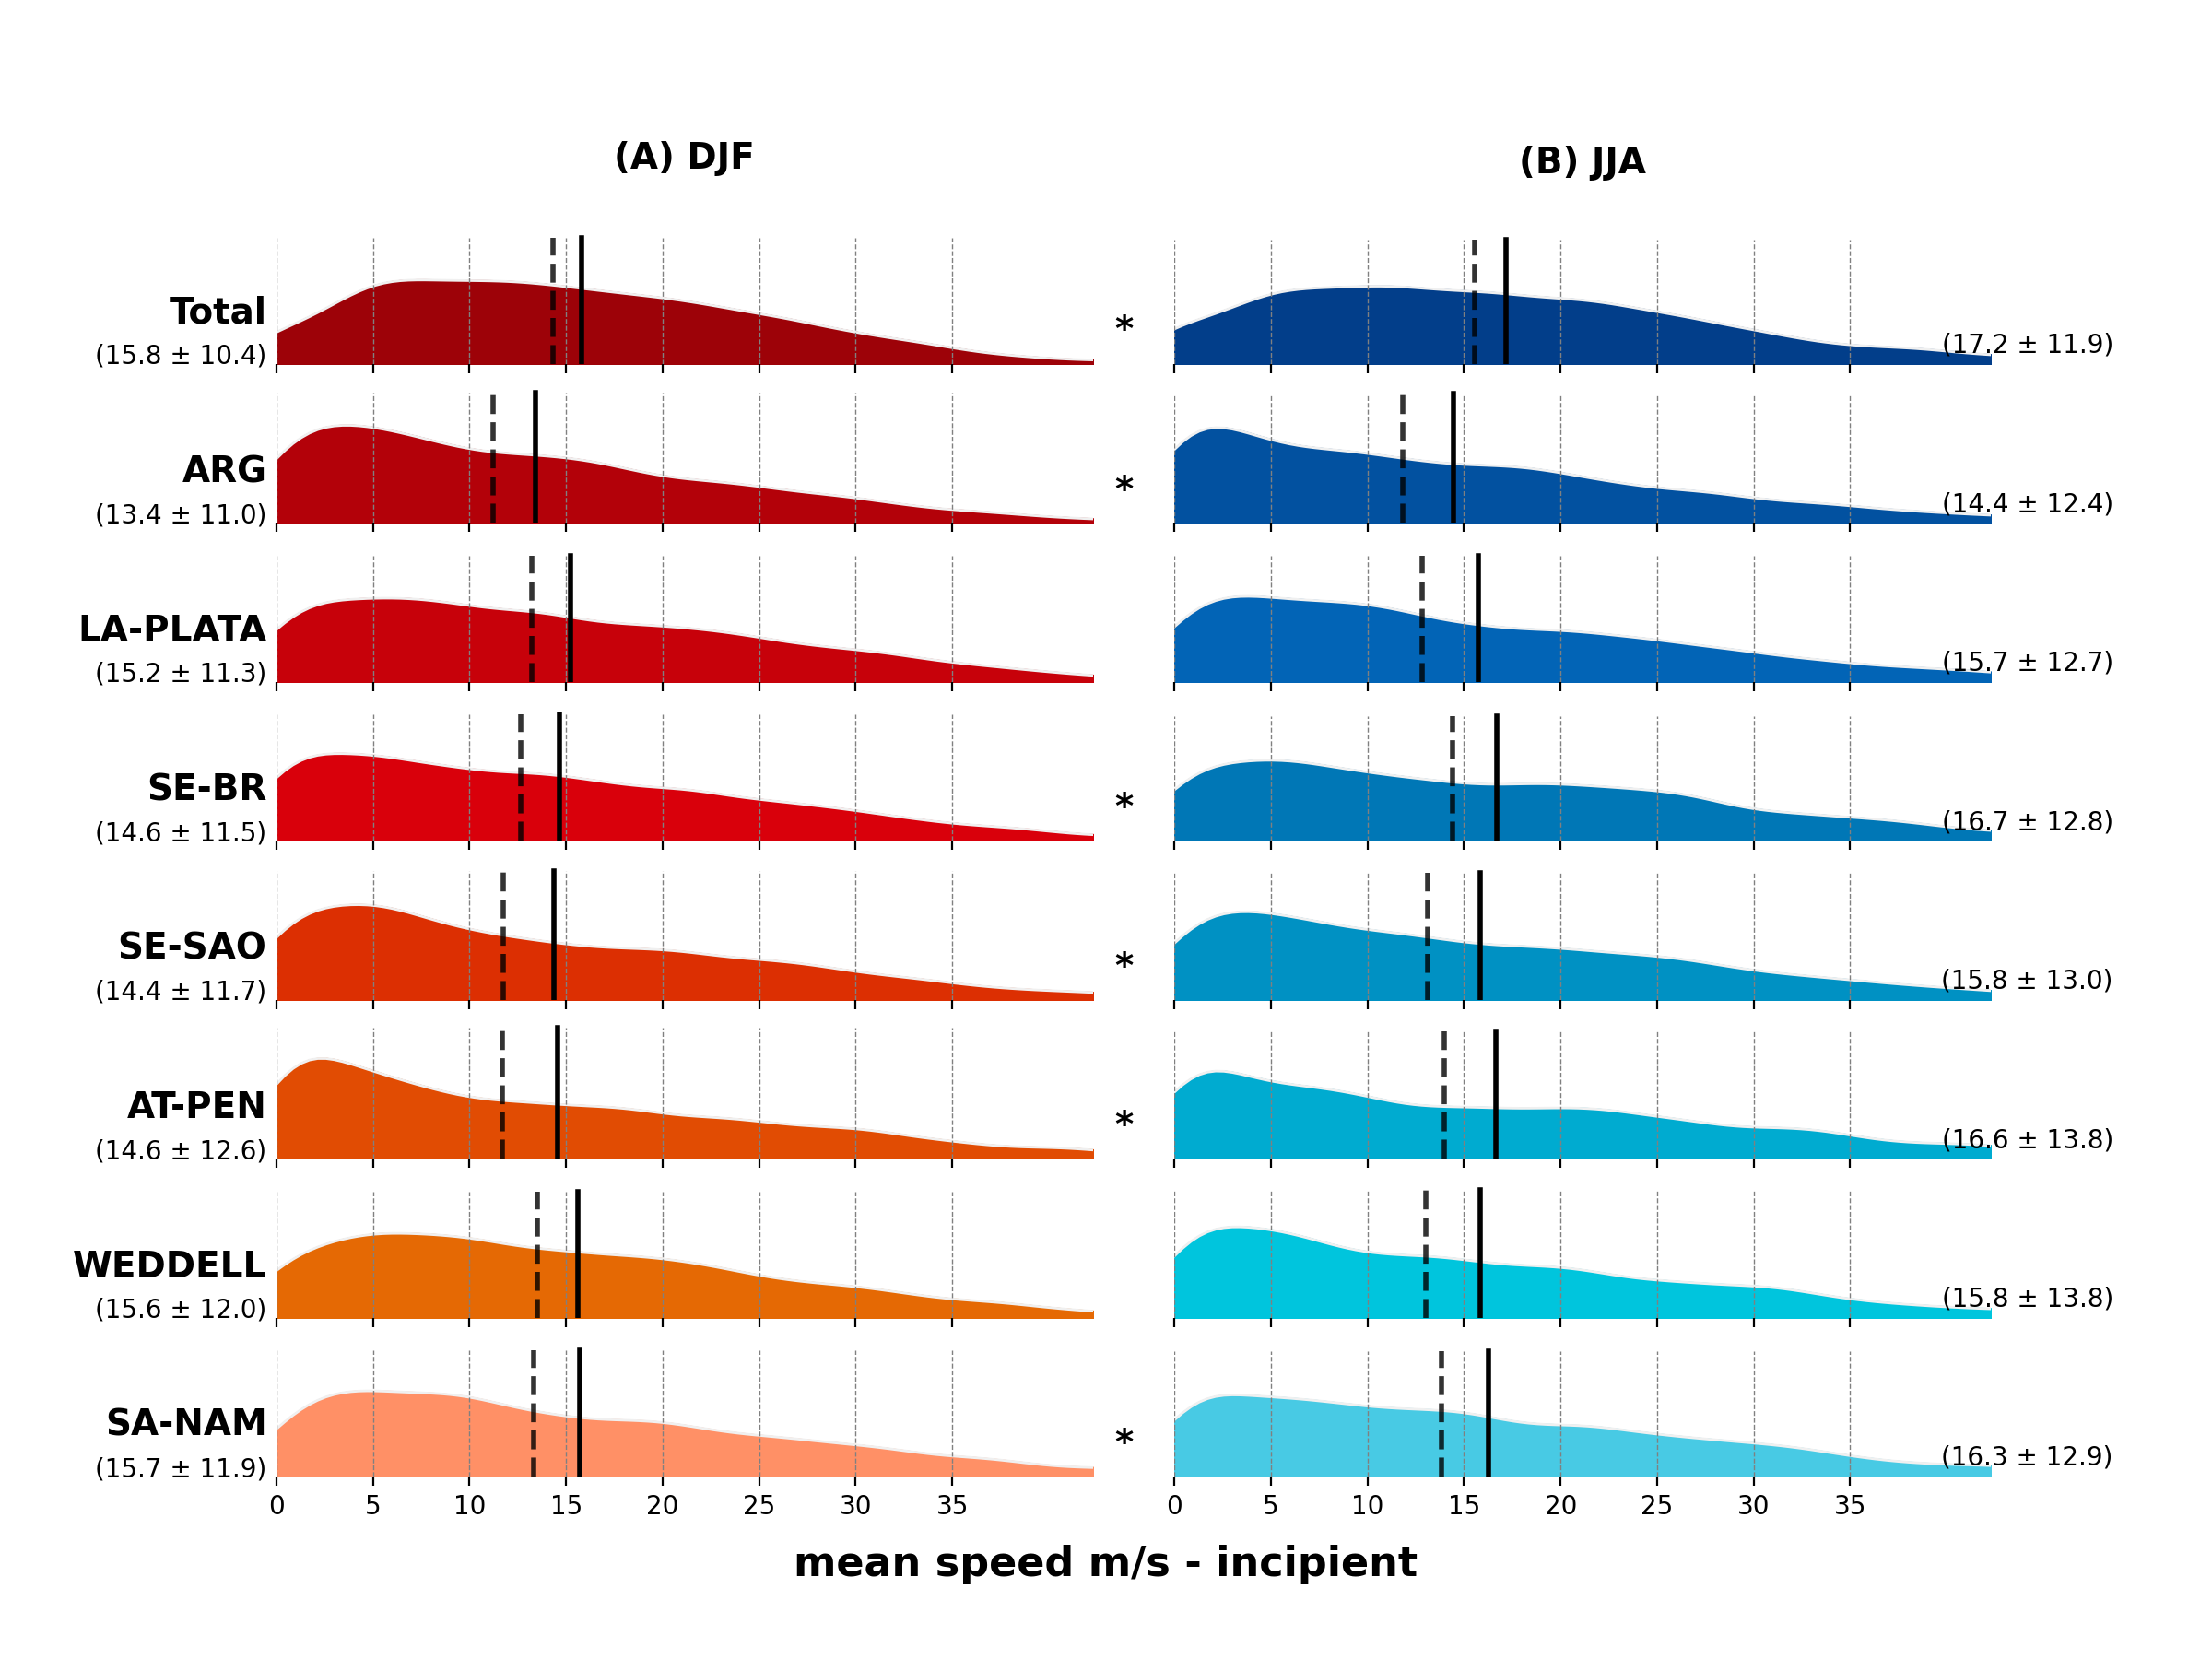 (A) DJF
(B) JJA
Total
(15.8 ± 10.4)
*
(17.2 ± 11.9)
ARG
(13.4 ± 11.0)
*
(14.4 ± 12.4)
LA-PLATA
(15.2 ± 11.3)
(15.7 ± 12.7)
SE-BR
(14.6 ± 11.5)
*
(16.7 ± 12.8)
SE-SAO
(14.4 ± 11.7)
*
(15.8 ± 13.0)
AT-PEN
(14.6 ± 12.6)
*
(16.6 ± 13.8)
WEDDELL
(15.6 ± 12.0)
(15.8 ± 13.8)
SA-NAM
(15.7 ± 11.9)
*
(16.3 ± 12.9)
0 5 10 15 20 25 30 35
0 5 10 15 20 25 30 35
mean speed m/s - incipient